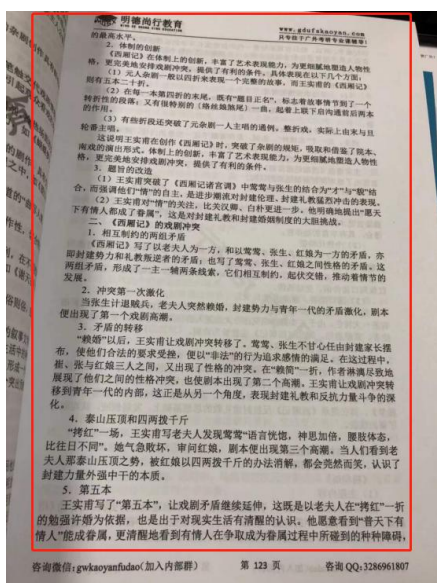 明德尚行教育
www.gdufskaoyan.com
只专注于广外考研专业课辅导!
的最高水平。
2. 体制的创新
《西厢记》在体制上的创新，丰富了艺术表现能力，为更细腻地塑造人物性
格，更完美地安排戏剧冲突，提供了有利的条件。具体表现在以下几个方面：
（1）元人杂剧一般以四折来表现一个完整的故事，而王实甫的《西厢记》
则有五本二十折。
（2）在每一本第四折的末尾，既有“题目正名”，标志着故事情节到了一个
转折性的段落；又有很特别的〔络丝娘煞尾〕一曲，起着上联下启沟通前后两本
的作用。
（3）有些折段还突破了元杂剧一人主唱的通例，整折戏，实际上由末与旦
轮番主唱。
这说明王实甫在创作《西厢记》时，突破了杂剧的规矩，吸取和借鉴了院本、
南戏的演出形式。体制上的创新，丰富了艺术表现能力，为更细腻地塑造人物性
格，更完美地安排戏剧冲突，提供了有利的条件。
3. 题旨的改造
（1）王实甫突破了《西厢记诸宫调》中莺莺与张生的结合为“才”与“貌”结
合，而强调他们“情”的自主，是进步潮流对封建伦理、封建礼教猛烈冲击的表现。
（2）王实甫对“情”的关注，比关汉卿、白朴更进一步，他明确地提出“愿天
下有情人都成了眷属”，这是对封建礼教和封建婚姻制度的大胆挑战。
二、《西厢记》的戏剧冲突
1. 相互制约的两组矛盾
《西厢记》写了以老夫人为一方，和以莺莺、张生、红娘为一方的矛盾，亦
即封建势力和礼教叛逆者的矛盾；也写了莺莺、张生、红娘之间性格的矛盾。这
两组矛盾，形成了一主一辅两条线索，它们相互制约，起伏交错，推动着情节的
发展。
2. 冲突第一次激化
当张生计退贼兵，老夫人突然赖婚，封建势力与青年一代的矛盾激化，剧本
便出现了第一个戏剧高潮。
3. 矛盾的转移
“赖婚”以后，王实甫让戏剧冲突转移了。莺莺、张生不甘心任由封建家长摆
布，使他们合法的要求受挫，便以“非法”的行为追求感情的满足。在这过程中，
崔、张与红娘三人之间，又出现了性格的冲突。在“赖简”一折，作者淋漓尽致地
展现了他们之间的性格冲突，也使剧本出现了第二个高潮。王实甫让戏剧冲突转
移到青年一代的内部，这正是从另一个角度，表现封建礼教和反抗力量斗争的深
化。
4. 泰山压顶和四两拨千斤
“拷红”一场，王实甫写老夫人发现莺莺“语言恍惚，神思加倍，腰肢体态，
比往日不同”。她气急败坏，审问红娘，剧本便出现第三个高潮，当人们看到老
夫人那泰山压顶之势，被红娘以四两拨千斤的办法消解，都会莞然而笑，认识了
封建力量外强中干的本质。
5. 第五本
王实甫写了“第五本”，让戏剧矛盾继续延伸，这既是以老夫人在“拷红”一折
的勉强许婚为依据，也是出于对现实生活有清醒的认识。他愿意看到“普天下有
情人”能成眷属，更清醒地看到有情人在争取成为眷属过程中所碰到的种种障碍，
咨询微信：gwkaoyanfudao(加入内部群)
第 123 页
咨询 QQ：3286961807